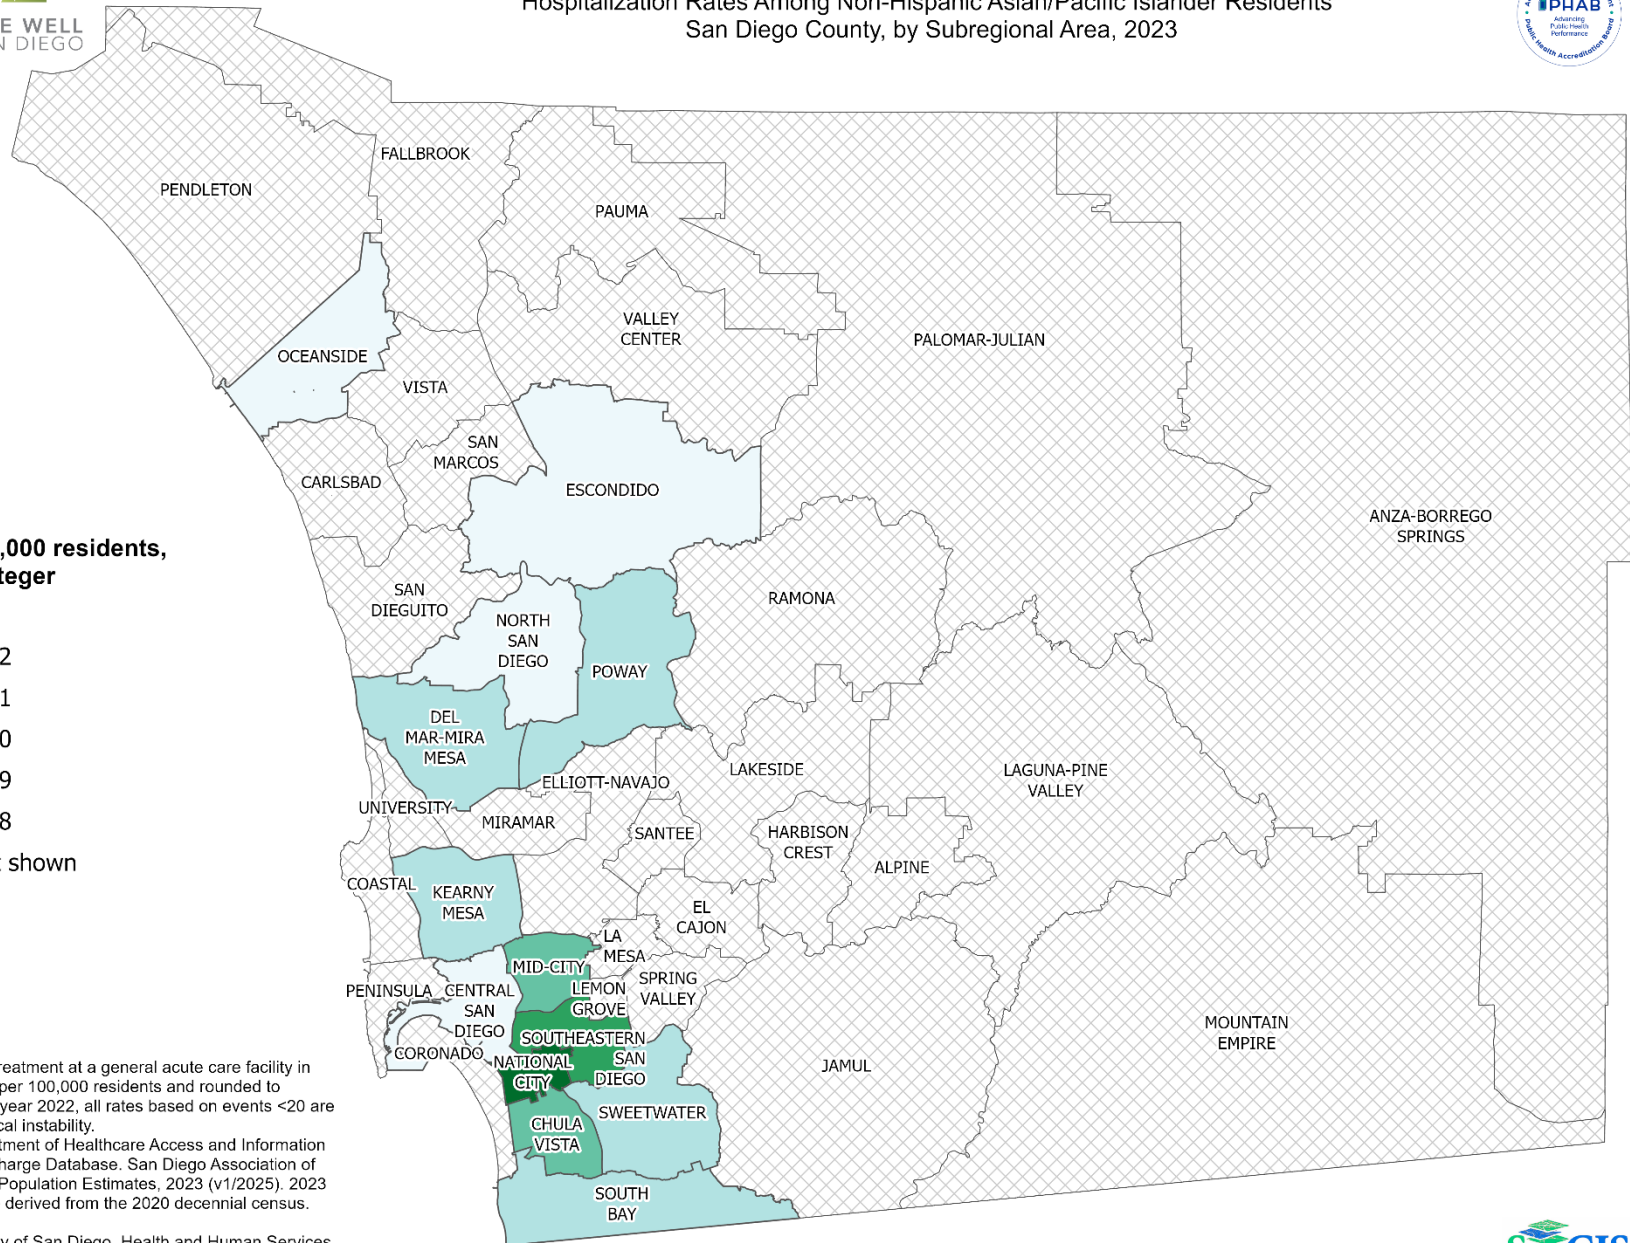 Hospitalization Rates Among Non-Hispanic Asian/Pacific Islander Residents
San Diego County, by Subregional Area, 2023
E WELL
N DIEGO
PHAB
Advancing
Public Health
Performance
Public Health Accreditation Board
FALLBROOK
PENDLETON
PAUMA
VALLEY
CENTER
PALOMAR-JULIAN
OCEANSIDE
VISTA
SAN
MARCOS
CARLSBAD
ESCONDIDO
ANZA-BORREGO
SPRINGS
,000 residents,
teger
2
1
0
9
8
t shown
SAN
DIEGUITO
NORTH
SAN
DIEGO
RAMONA
POWAY
DEL
MAR-MIRA
MESA
ELLIOTT-NAVAJO
LAKESIDE
LAGUNA-PINE
VALLEY
UNIVERSITY
MIRAMAR
SANTEE
HARBISON
CREST
ALPINE
COASTAL
KEARNY
MESA
EL
CAJON
LA
MESA
MID-CITY
SPRING
VALLEY
LEMON
GROVE
PENINSULA
CENTRAL
SAN
DIEGO
SOUTHEASTERN
SAN
DIEGO
CORONADO
NATIONAL
CITY
JAMUL
MOUNTAIN
EMPIRE
SWEETWATER
CHULA
VISTA
SOUTH
BAY
reatment at a general acute care facility in
per 100,000 residents and rounded to
year 2022, all rates based on events <20 are
cal instability.
tment of Healthcare Access and Information
harge Database. San Diego Association of
Population Estimates, 2023 (v1/2025). 2023
derived from the 2020 decennial census.
y of San Diego, Health and Human Services